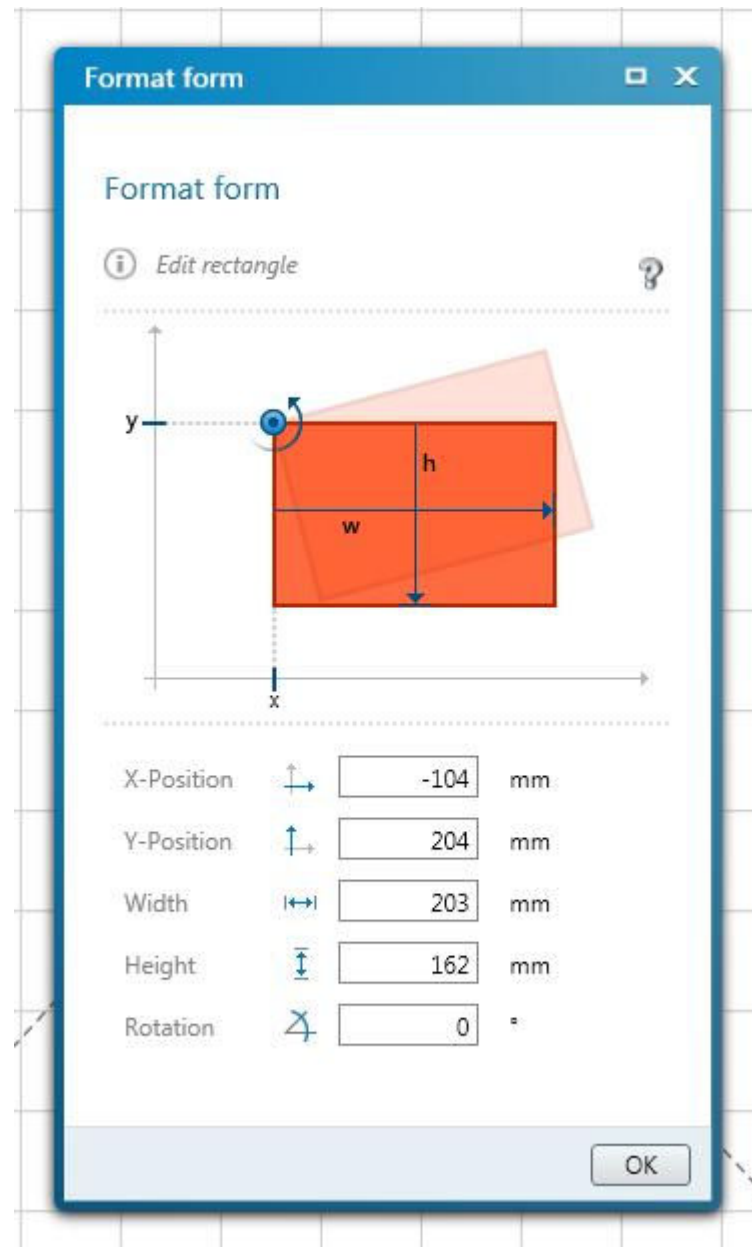 Format form
Format form
Edit rectangle
y
h
w
x
X-Position -104 mm
Y-Position 204 mm
Width 203 mm
Height 162 mm
Rotation 0 °
OK